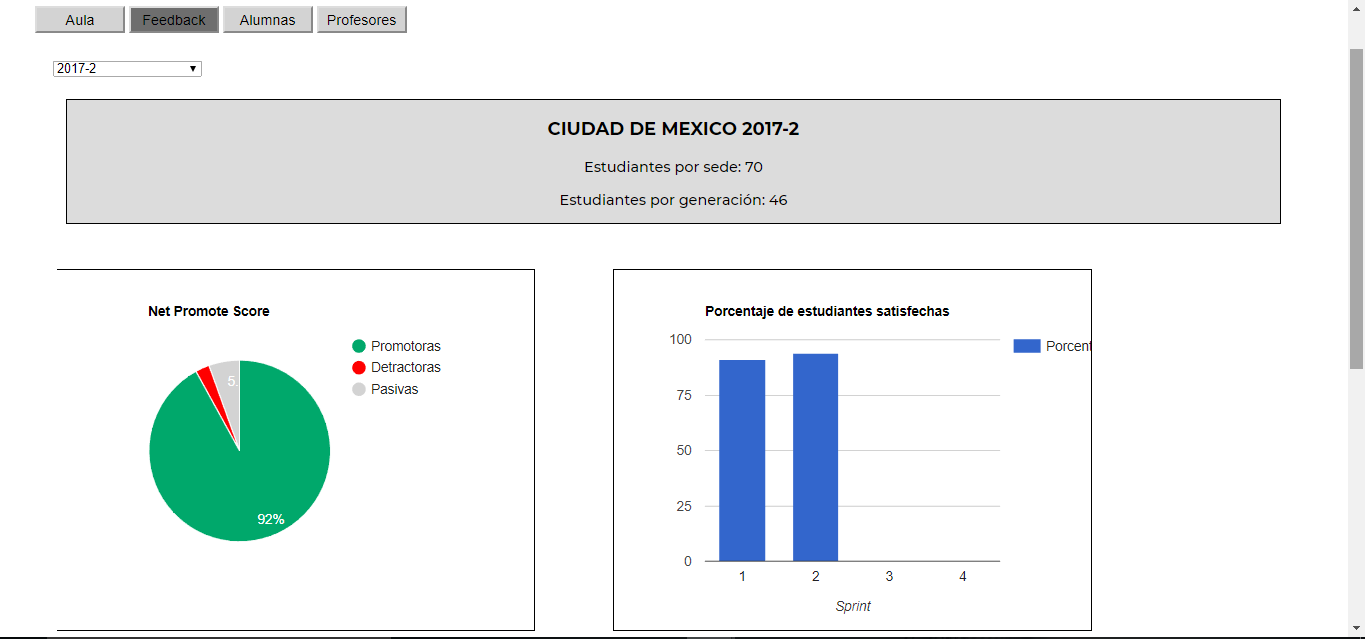 Aula Feedback Alumnas Profesores
2017-2
CIUDAD DE MEXICO 2017-2
Estudiantes por sede: 70
Estudiantes por generación: 46
Net Promote Score
Promotoras
Detractoras
Pasivas
5.
92%
Porcentaje de estudiantes satisfechas
100
75
50
25
0
1 2 3 4
Sprint
Porcent